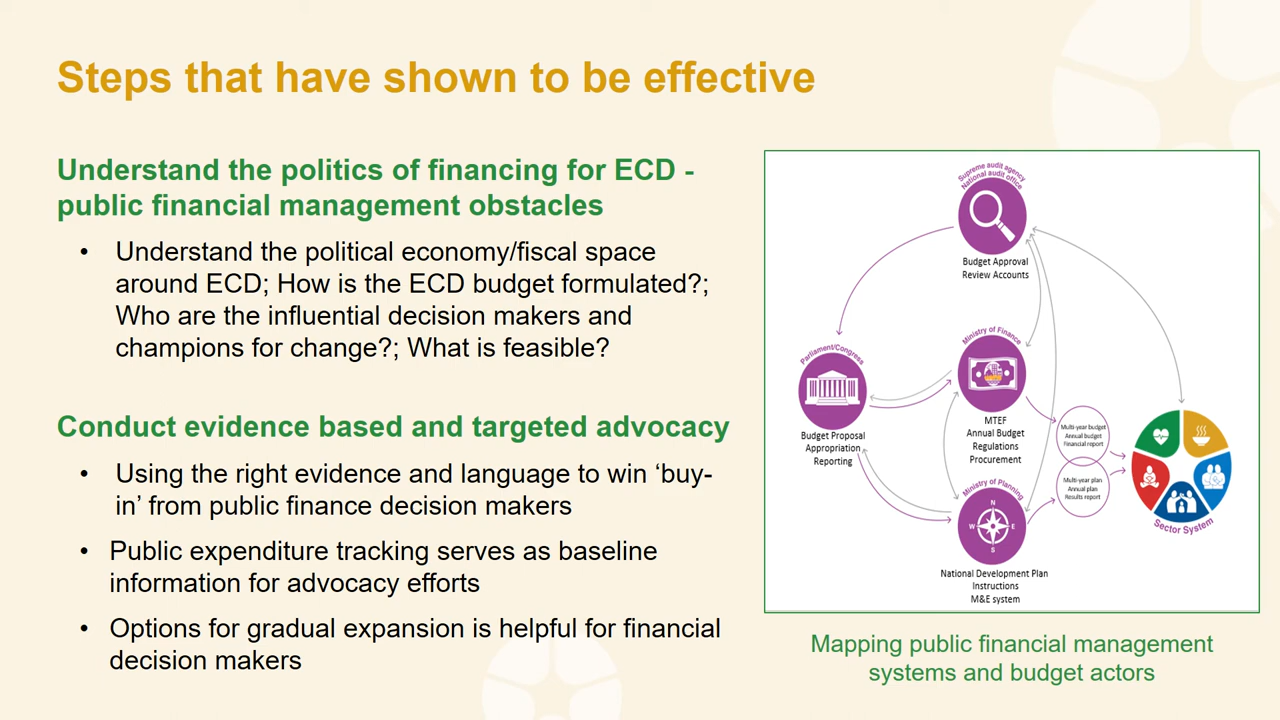 Steps that have shown to be effective
Understand the politics of financing for ECD -
public financial management obstacles
• Understand the political economy/fiscal space
around ECD; How is the ECD budget formulated?;
Who are the influential decision makers and
champions for change?; What is feasible?
Conduct evidence based and targeted advocacy
• Using the right evidence and language to win ‘buy-
in’ from public finance decision makers
• Public expenditure tracking serves as baseline
information for advocacy efforts
• Options for gradual expansion is helpful for financial
decision makers
Supreme audit agency
National audit office
Budget Approval
Review Accounts
Parliament/Congress
Budget Proposal
Appropriation
Reporting
Ministry of Finance
MTEF
Annual Budget
Regulations
Procurement
Multi-year budget
Annual budget
Financial report
Multi-year plan
Annual plan
Results report
Sector System
Ministry of Planning
N
W E
S
National Development Plan
Instructions
M&E system
Mapping public financial management
systems and budget actors